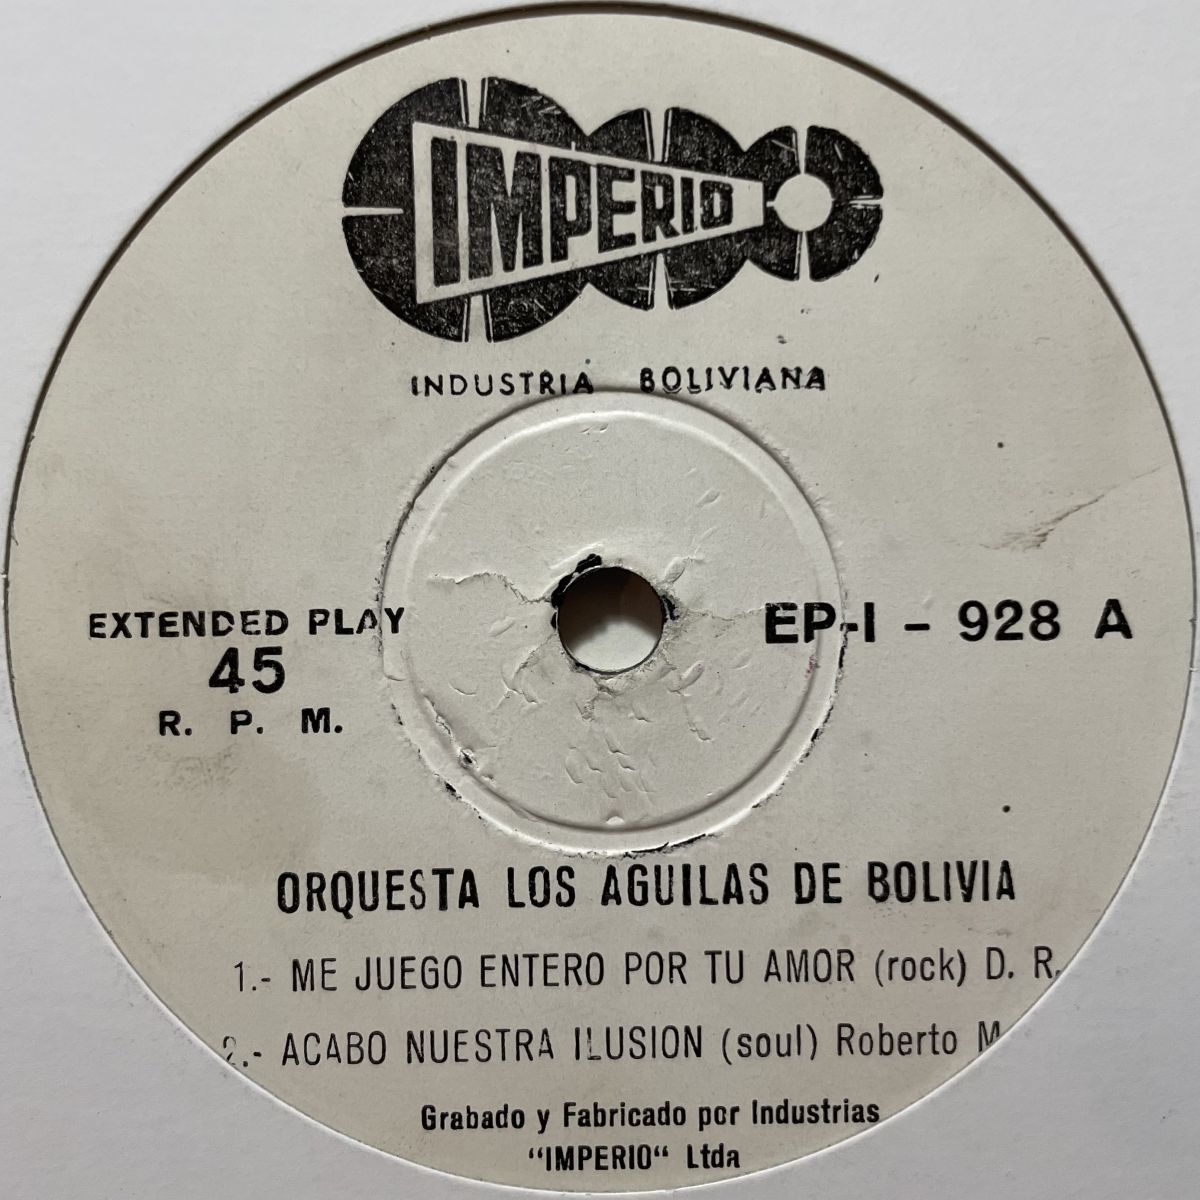 IMPERIO
INDUSTRIA BOLIVIANA
EXTENDED PLAY
45
R. P. M.
EP-I - 928 A
ORQUESTA LOS AGUILAS DE BOLIVIA
1.- ME JUEGO ENTERO POR TU AMOR (rock) D. R.
2.- ACABO NUESTRA ILUSION (soul) Roberto M
Grabado y Fabricado por Industrias
"IMPERIO" Ltda